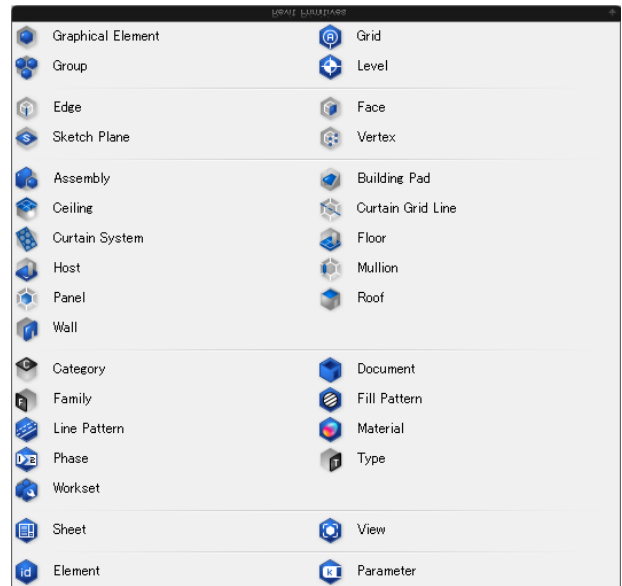 Revit Primitives
Graphical Element
Grid
Group
Level
Edge
Face
Sketch Plane
Vertex
Assembly
Building Pad
Ceiling
Curtain Grid Line
Curtain System
Floor
Host
Mullion
Panel
Roof
Wall
Category
Document
Family
Fill Pattern
Line Pattern
Material
Phase
Type
Workset
Sheet
View
Element
Parameter